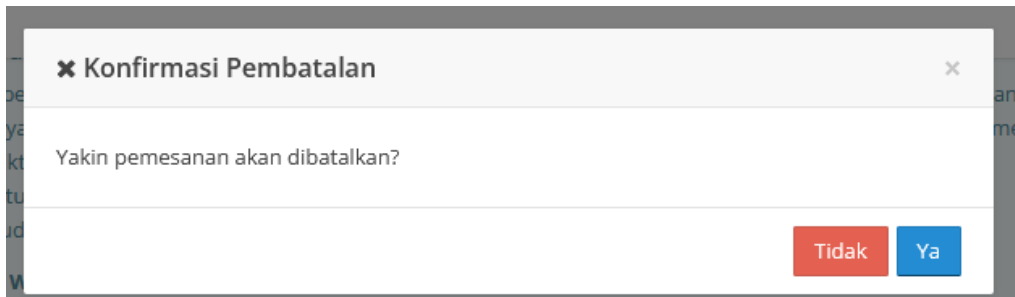 ✖ Konfirmasi Pembatalan ×
Yakin pemesanan akan dibatalkan?
Tidak Ya